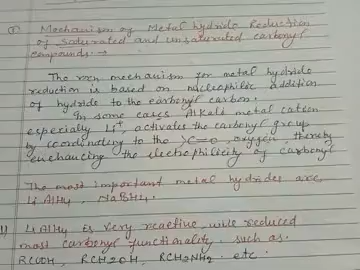 ① Mechanism of Metal hydride Reduction
of saturated and unsaturated carbonyl
compounds :→
The main mechanism for metal hydride
reduction is based on nucleophilic addition
of hydride to the carbonyl carbon.
In some cases Alkali metal cation
especially Li⁺, activates the carbonyl group
by coordinating to the >C=O oxygen, thereby
enhancing the electrophilicity of carbonyl
The most important metal hydrides are
LiAlH4, NaBH4.
LiAlH4 is very reactive, will reduced
most carbonyl functionality. such as.
RCOOH, RCH2OH, RCH2NH2. etc.